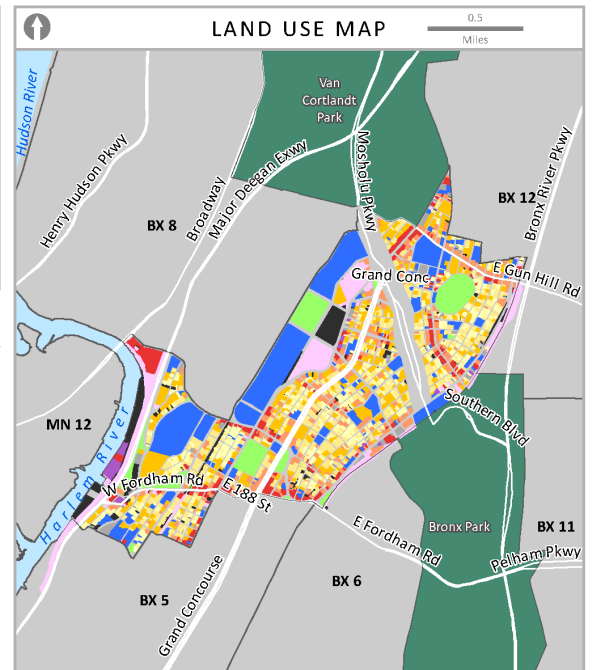 LAND USE MAP
0.5
Miles
Hudson River
Van
Cortlandt
Park
Henry Hudson Pkwy
Broadway
Major Deegan Exwy
Mosholu Pkwy
Bronx River Pkwy
BX 8
BX 12
Grand Conc
E Gun Hill Rd
MN 12
Harlem River
Southern Blvd
W Fordham Rd
E 188 St
E Fordham Rd
Bronx Park
BX 11
Pelham Pkwy
BX 5
Grand Concourse
BX 6